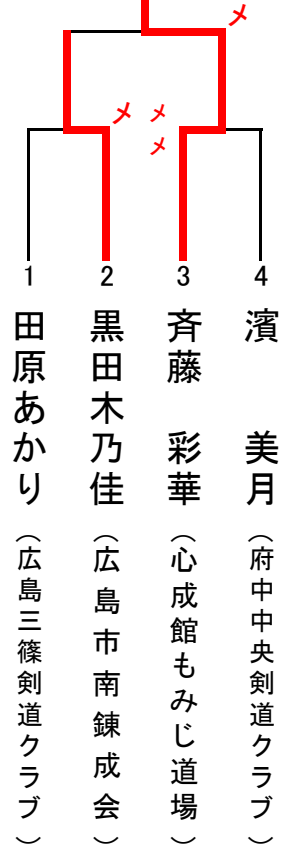 メ
メ メ
メ
1 2 3 4
田原あかり（広島三篠剣道クラブ）
黒田木乃佳（広島市南錬成会）
斉藤 彩華（心成館もみじ道場）
濱 美月（府中中央剣道クラブ）